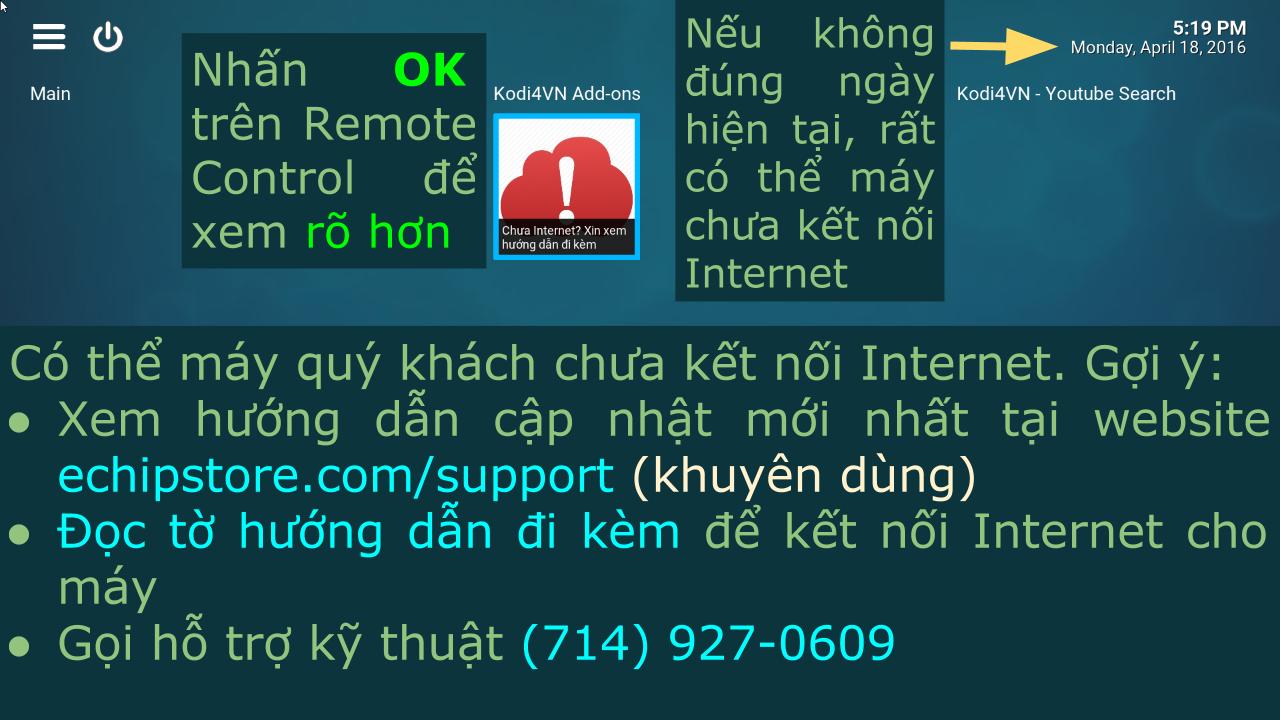 5:19 PM
Monday, April 18, 2016
Main
Nhấn OK
trên Remote
Control để
xem rõ hơn
Kodi4VN Add-ons
Chưa Internet? Xin xem
hướng dẫn đi kèm
Nếu không
đúng ngày
hiện tại, rất
có thể máy
chưa kết nối
Internet
Kodi4VN - Youtube Search
Có thể máy quý khách chưa kết nối Internet. Gợi ý:
● Xem hướng dẫn cập nhật mới nhất tại website
echipstore.com/support (khuyên dùng)
● Đọc tờ hướng dẫn đi kèm để kết nối Internet cho
máy
● Gọi hỗ trợ kỹ thuật (714) 927-0609